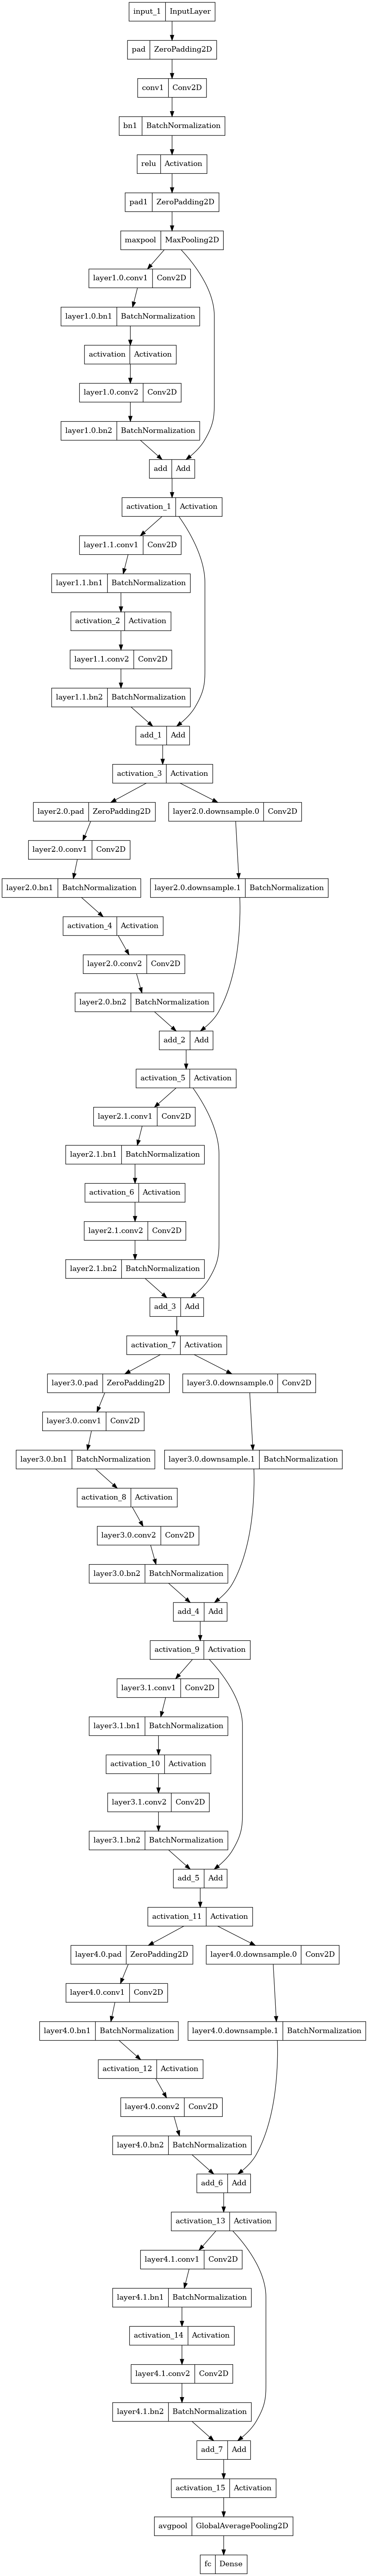 input_1 InputLayer
pad ZeroPadding2D
conv1 Conv2D
bn1 BatchNormalization
relu Activation
pad1 ZeroPadding2D
maxpool MaxPooling2D
layer1.0.conv1 Conv2D
layer1.0.bn1 BatchNormalization
activation Activation
layer1.0.conv2 Conv2D
layer1.0.bn2 BatchNormalization
add Add
activation_1 Activation
layer1.1.conv1 Conv2D
layer1.1.bn1 BatchNormalization
activation_2 Activation
layer1.1.conv2 Conv2D
layer1.1.bn2 BatchNormalization
add_1 Add
activation_3 Activation
layer2.0.pad ZeroPadding2D layer2.0.downsample.0 Conv2D
layer2.0.conv1 Conv2D
layer2.0.bn1 BatchNormalization layer2.0.downsample.1 BatchNormalization
activation_4 Activation
layer2.0.conv2 Conv2D
layer2.0.bn2 BatchNormalization
add_2 Add
activation_5 Activation
layer2.1.conv1 Conv2D
layer2.1.bn1 BatchNormalization
activation_6 Activation
layer2.1.conv2 Conv2D
layer2.1.bn2 BatchNormalization
add_3 Add
activation_7 Activation
layer3.0.pad ZeroPadding2D layer3.0.downsample.0 Conv2D
layer3.0.conv1 Conv2D
layer3.0.bn1 BatchNormalization layer3.0.downsample.1 BatchNormalization
activation_8 Activation
layer3.0.conv2 Conv2D
layer3.0.bn2 BatchNormalization
add_4 Add
activation_9 Activation
layer3.1.conv1 Conv2D
layer3.1.bn1 BatchNormalization
activation_10 Activation
layer3.1.conv2 Conv2D
layer3.1.bn2 BatchNormalization
add_5 Add
activation_11 Activation
layer4.0.pad ZeroPadding2D layer4.0.downsample.0 Conv2D
layer4.0.conv1 Conv2D
layer4.0.bn1 BatchNormalization layer4.0.downsample.1 BatchNormalization
activation_12 Activation
layer4.0.conv2 Conv2D
layer4.0.bn2 BatchNormalization
add_6 Add
activation_13 Activation
layer4.1.conv1 Conv2D
layer4.1.bn1 BatchNormalization
activation_14 Activation
layer4.1.conv2 Conv2D
layer4.1.bn2 BatchNormalization
add_7 Add
activation_15 Activation
avgpool GlobalAveragePooling2D
fc Dense